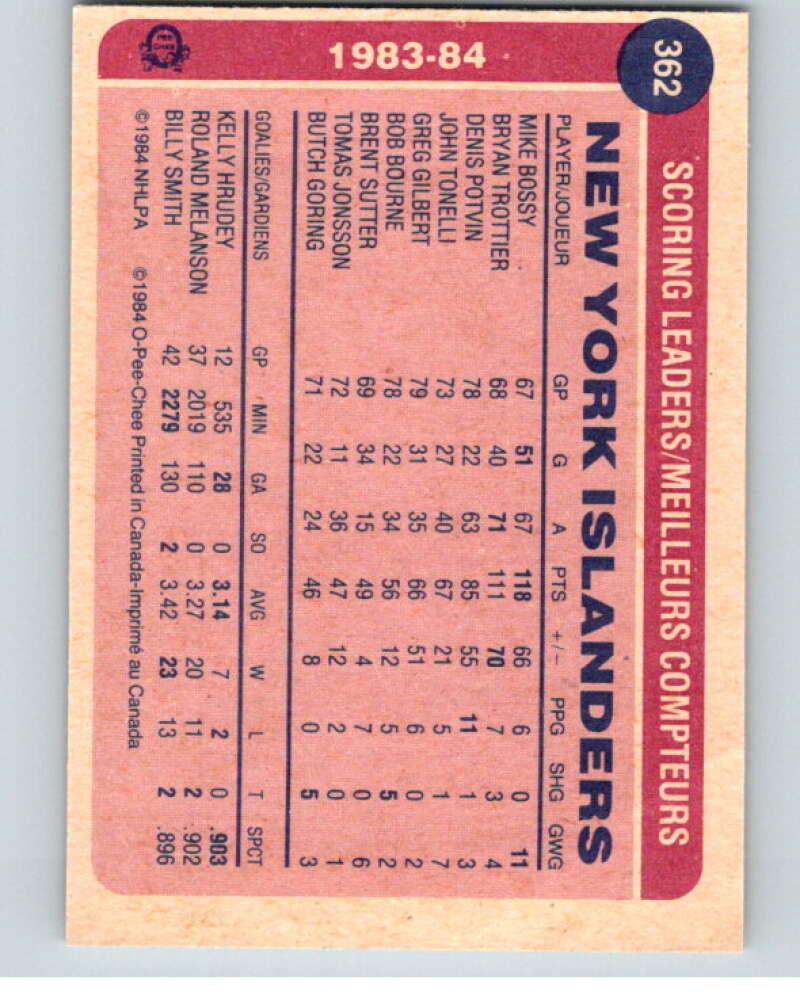 362
SCORING LEADERS/MEILLEURS COMPTEURS
1983-84
O PEE CHEE
NEW YORK ISLANDERS
PLAYER/JOUEUR GP G A PTS +/- PPG SHG GWG
MIKE BOSSY 67 51 67 118 66 6 0 11
BRYAN TROTTIER 68 40 71 111 70 7 3 4
DENIS POTVIN 78 22 63 85 55 11 1 3
JOHN TONELLI 73 27 40 67 21 5 1 7
GREG GILBERT 79 31 35 66 51 6 0 2
BOB BOURNE 78 22 34 56 12 5 5 2
BRENT SUTTER 69 34 15 49 4 7 0 6
TOMAS JONSSON 72 11 36 47 12 2 0 1
BUTCH GORING 71 22 24 46 8 0 5 3
GOALIES/GARDIENS GP MIN GA SO AVG W L T SPCT
KELLY HRUDEY 12 535 28 0 3.14 7 2 0 .903
ROLAND MELANSON 37 2019 110 0 3.27 20 11 2 .902
BILLY SMITH 42 2279 130 2 3.42 23 13 2 .896
©1984 NHLPA ©1984 O-Pee-Chee Printed in Canada-Imprimé au Canada